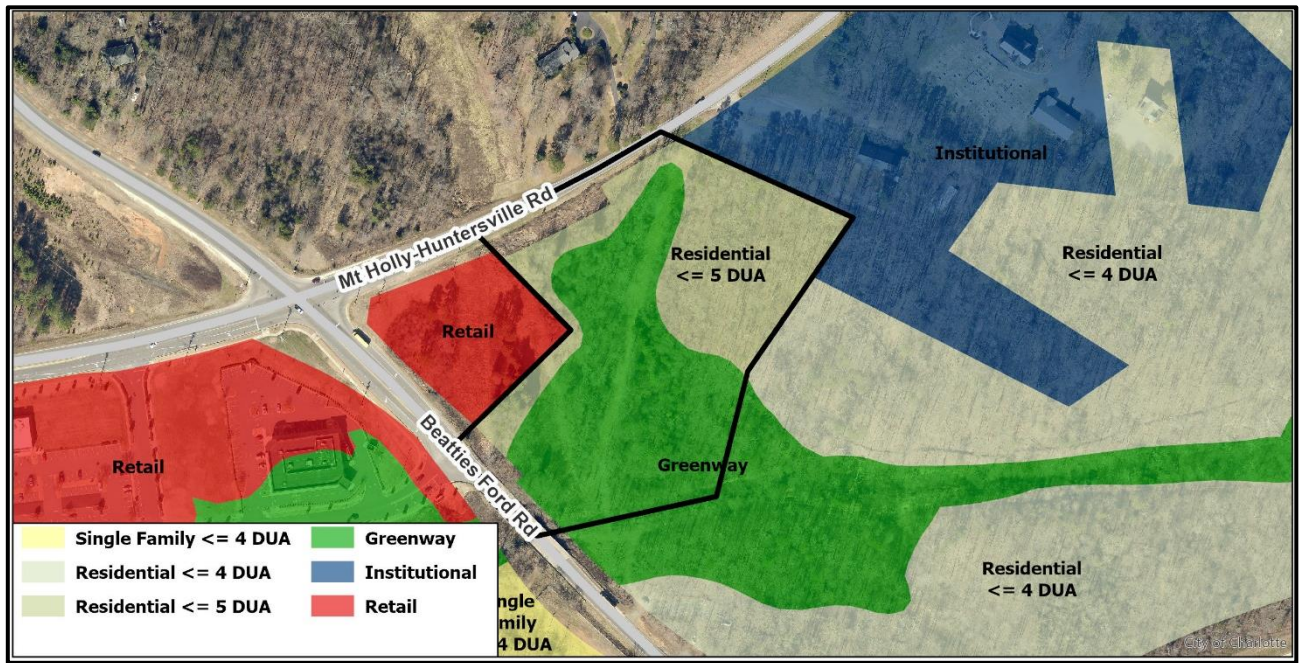 Mt Holly-Huntersville Rd
Institutional
Residential
<= 5 DUA
Residential
<= 4 DUA
Retail
Beatties Ford Rd
Retail
Greenway
Residential
<= 4 DUA
Single Family <= 4 DUA
Greenway
Residential <= 4 DUA
Institutional
Residential <= 5 DUA
Retail
ngle
mily
4 DUA
City of Charlotte